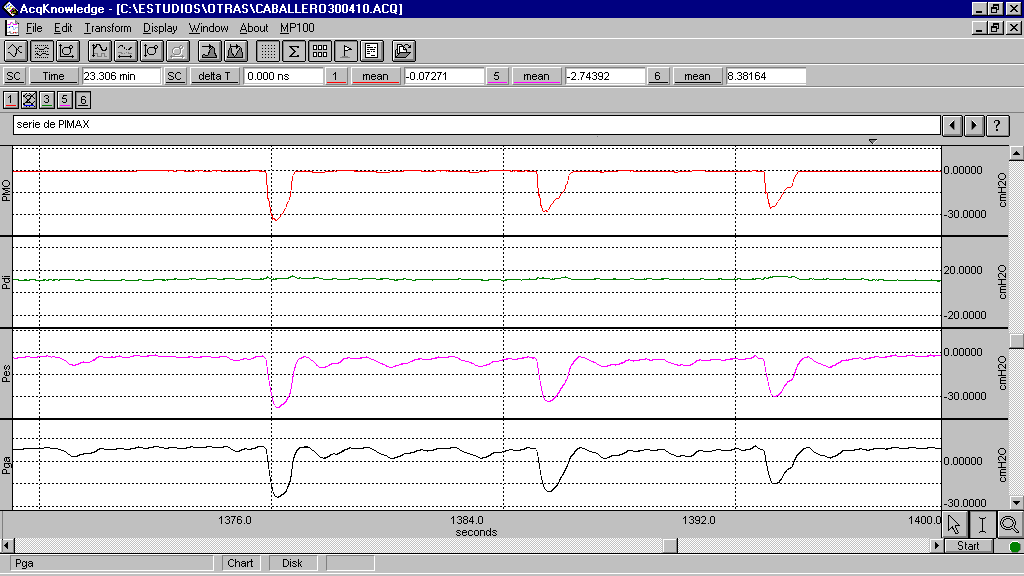 AcqKnowledge - [C:\ESTUDIOS\OTRAS\CABALLERO300410.ACQ]
File Edit Transform Display Window About MP100
SC Time 23.306 min SC delta T 0.000 ns 1 mean -0.07271 5 mean -2.74392 6 mean 8.38164
1 2 3 5 6
serie de PIMAX ?
PMO 0.00000 -30.0000 cmH2O
Pdi 20.0000 -20.0000 cmH2O
Pes 0.00000 -30.0000 cmH2O
Pga 0.00000 -30.0000 cmH2O
1376.0 1384.0 1392.0 1400.0
seconds
Start
Pga Chart Disk